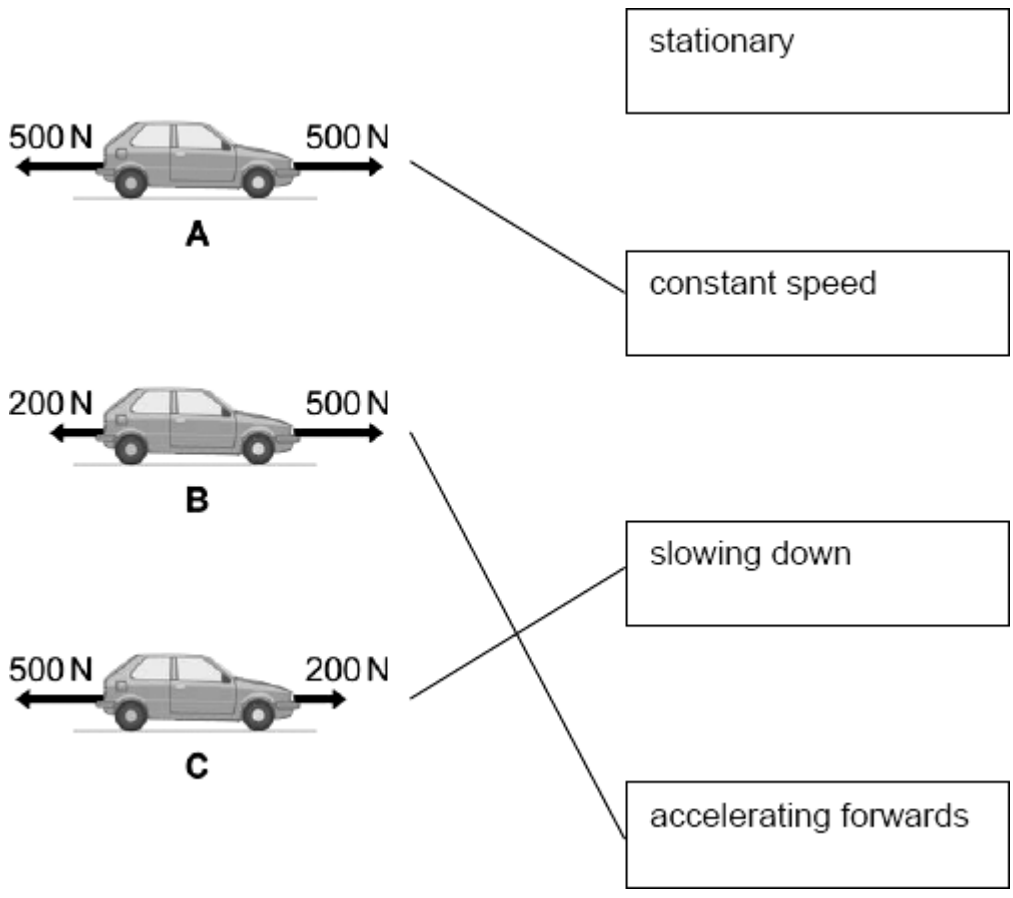 stationary
500 N 500 N
A
constant speed
200 N 500 N
B
slowing down
500 N 200 N
C
accelerating forwards